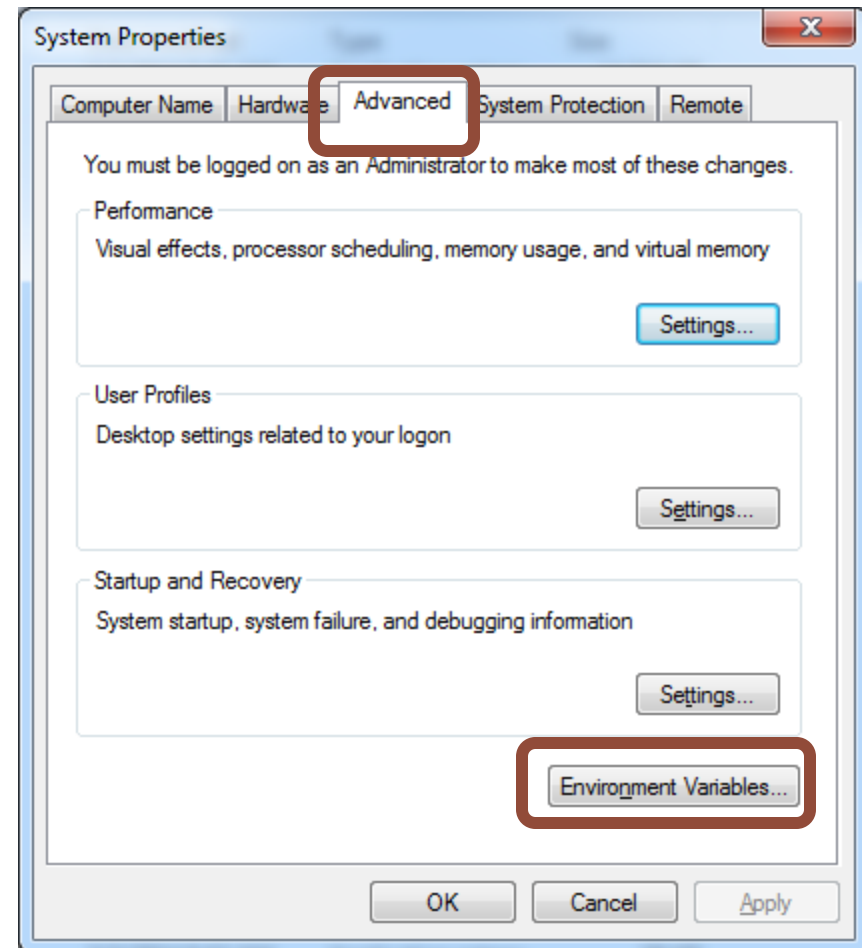 System Properties
Computer Name Hardware Advanced System Protection Remote
You must be logged on as an Administrator to make most of these changes.
Performance
Visual effects, processor scheduling, memory usage, and virtual memory
Settings...
User Profiles
Desktop settings related to your logon
Settings...
Startup and Recovery
System startup, system failure, and debugging information
Settings...
Environment Variables...
OK Cancel Apply